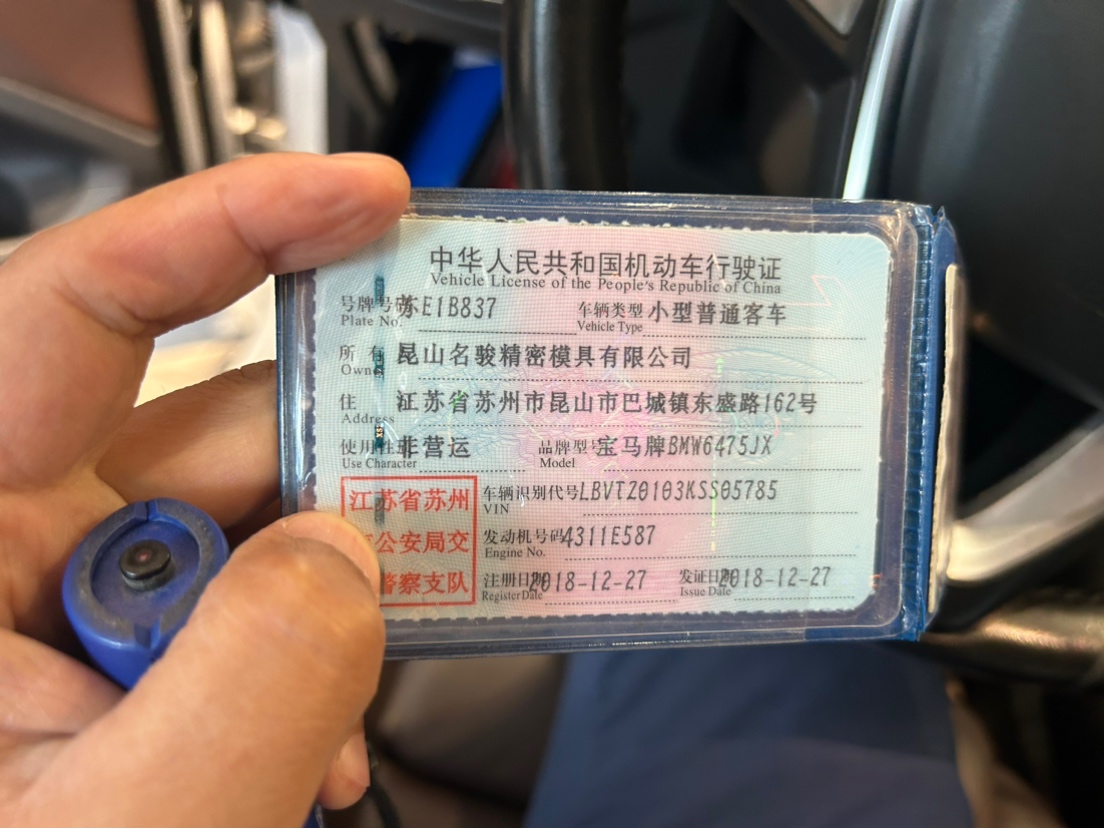 中华人民共和国机动车行驶证
Vehicle License of the People's Republic of China
号牌号码 苏E1B837 车辆类型 小型普通客车
Plate No. Vehicle Type
所有 昆山名骏精密模具有限公司
Owner
住 江苏省苏州市昆山市巴城镇东盛路162号
Address
使用性 非营运 品牌型号 宝马牌BMW6475JX
Use Character Model
江苏省苏州 车辆识别代号 LBVTZ0103KSS05785
VIN
公安局交 发动机号码 4311E587
Engine No.
警察支队 注册日期 2018-12-27 发证日期 2018-12-27
Register Date Issue Date